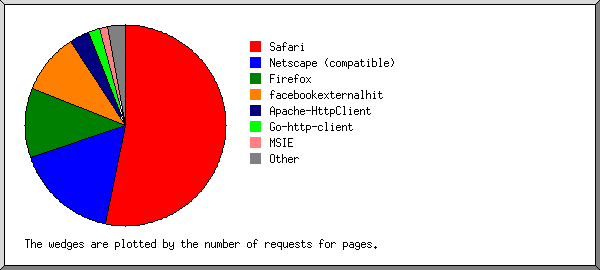 Safari
Netscape (compatible)
Firefox
facebookexternalhit
Apache-HttpClient
Go-http-client
MSIE
Other
The wedges are plotted by the number of requests for pages.